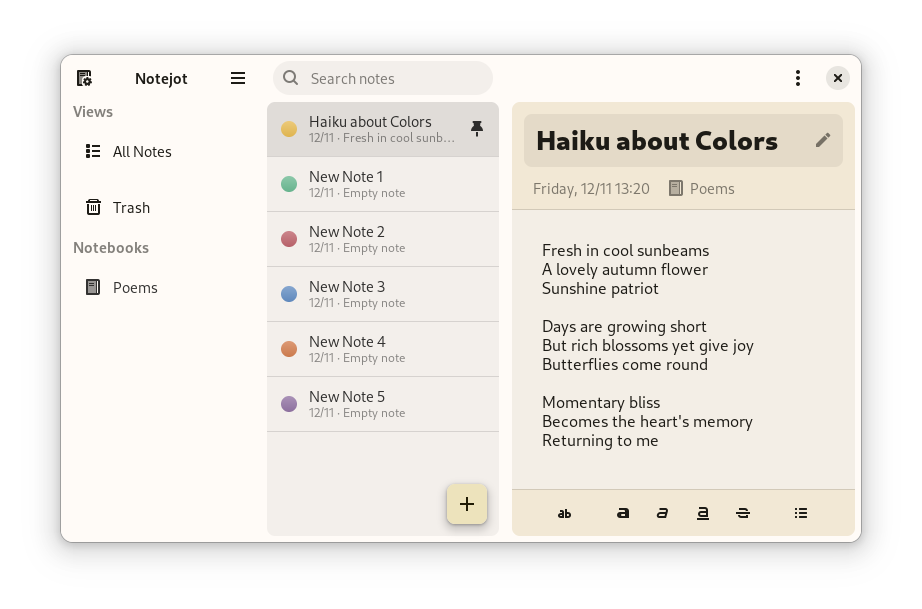 Notejot
Search notes
Views
All Notes
Trash
Notebooks
Poems
Haiku about Colors
12/11 · Fresh in cool sunb…
New Note 1
12/11 · Empty note
New Note 2
12/11 · Empty note
New Note 3
12/11 · Empty note
New Note 4
12/11 · Empty note
New Note 5
12/11 · Empty note
Haiku about Colors
Friday, 12/11 13:20 Poems
Fresh in cool sunbeams
A lovely autumn flower
Sunshine patriot
Days are growing short
But rich blossoms yet give joy
Butterflies come round
Momentary bliss
Becomes the heart's memory
Returning to me
ab a a a